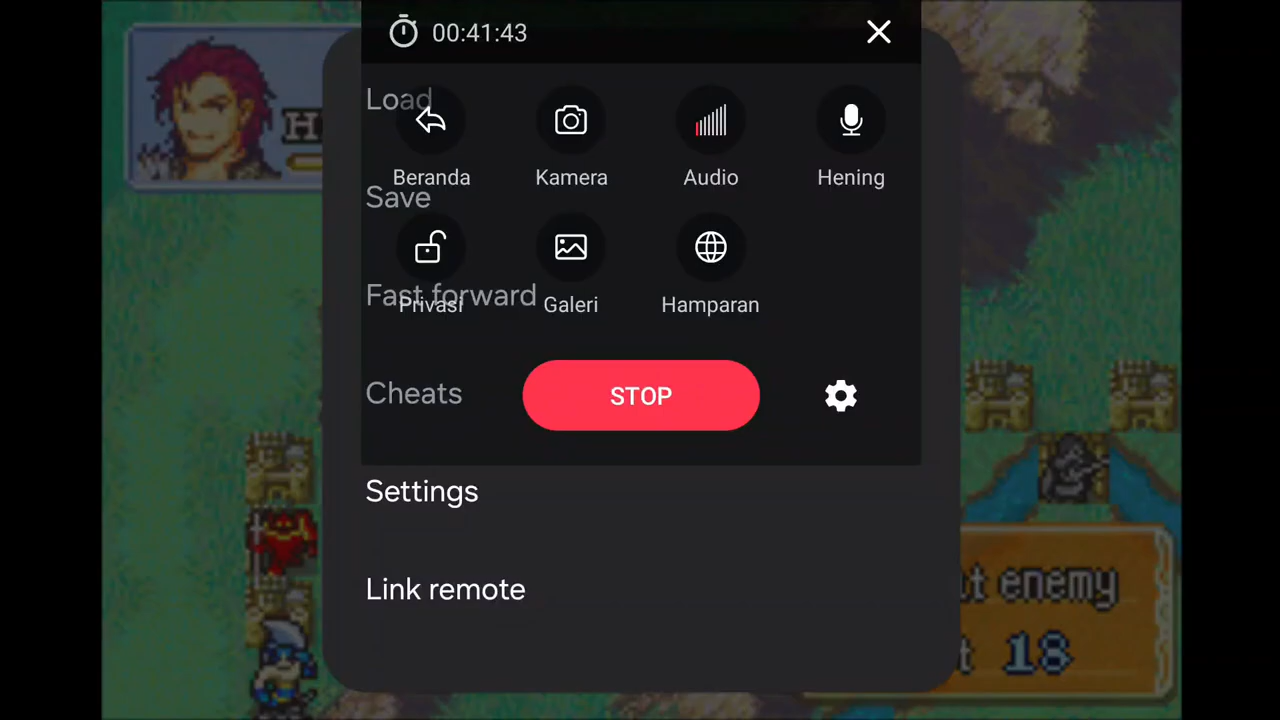 00:41:43
Load
Beranda
Kamera
Audio
Hening
Save
Fast forward
Privasi
Galeri
Hamparan
Cheats
STOP
Settings
Link remote
enemy
18